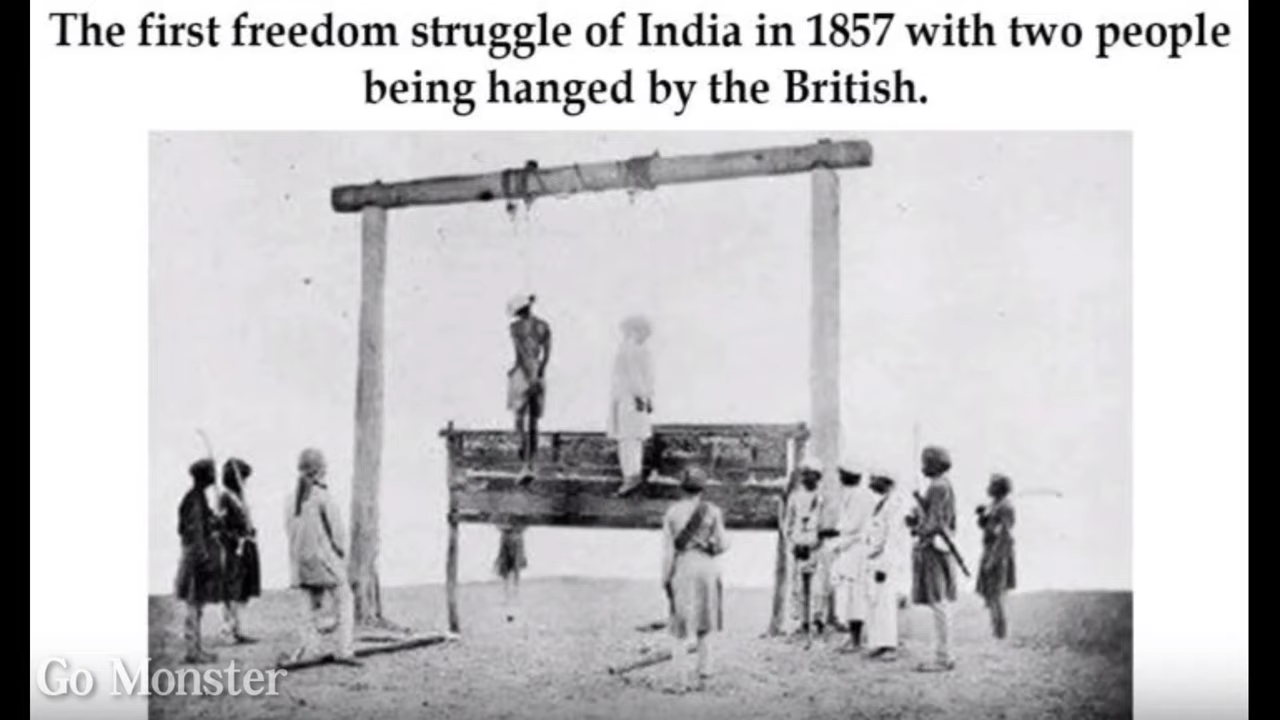 The first freedom struggle of India in 1857 with two people
being hanged by the British.
Go Monster